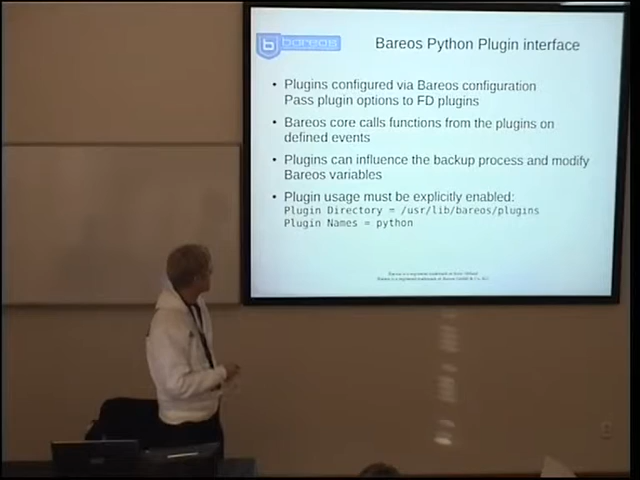 b bareos
Bareos Python Plugin interface
• Plugins configured via Bareos configuration
Pass plugin options to FD plugins
• Bareos core calls functions from the plugins on
defined events
• Plugins can influence the backup process and modify
Bareos variables
• Plugin usage must be explicitly enabled:
Plugin Directory = /usr/lib/bareos/plugins
Plugin Names = python